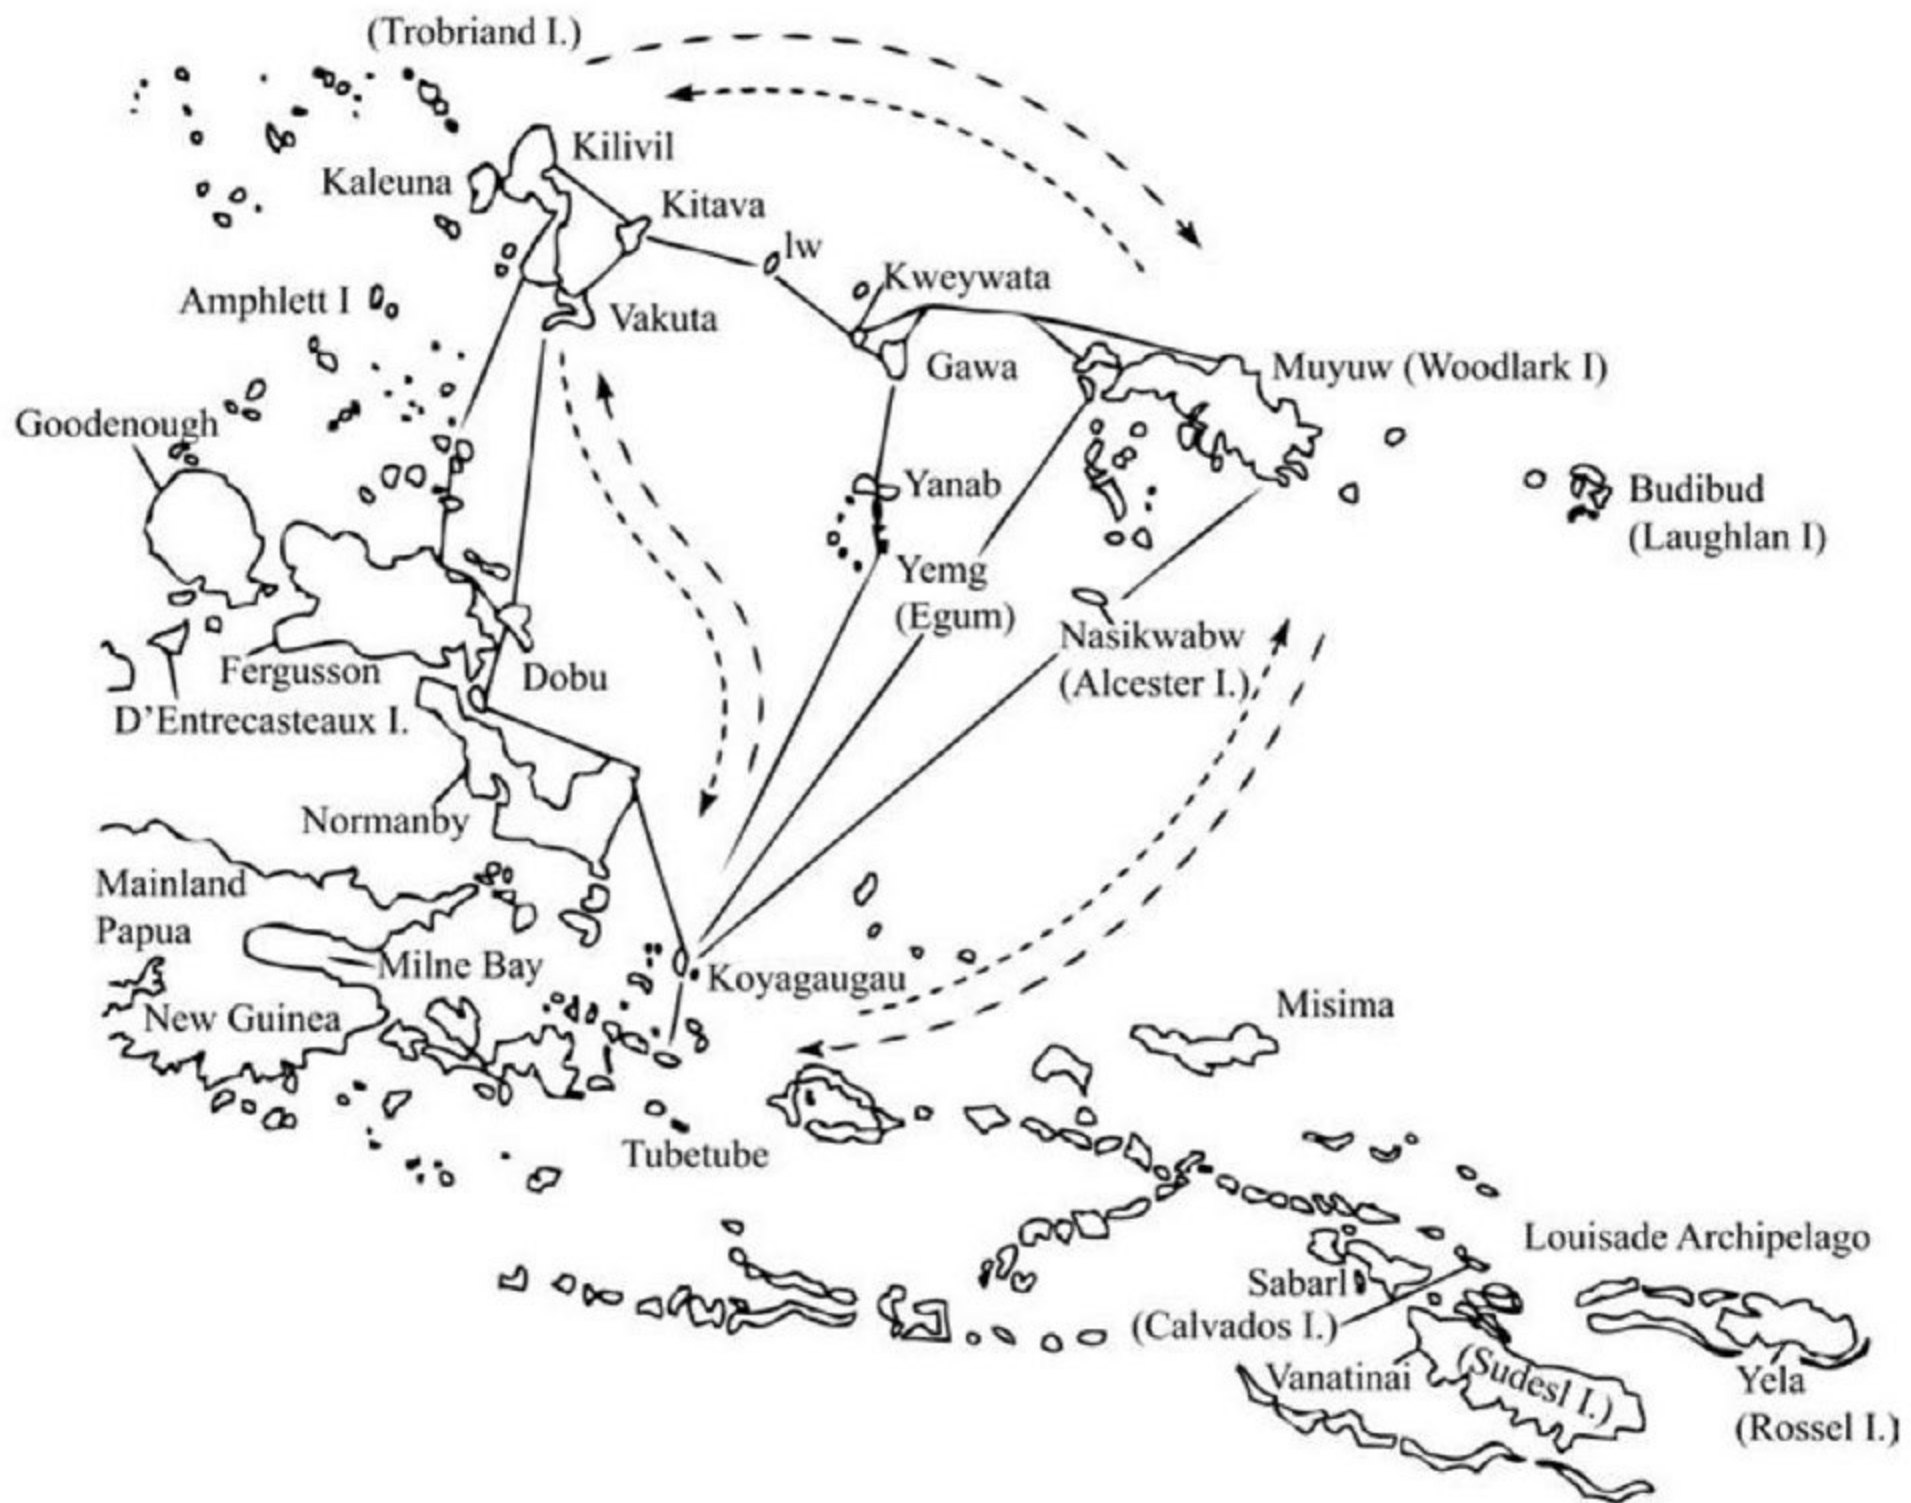 (Trobriand I.)
Kilivil
Kaleuna
Kitava
lw
Kweywata
Amphlett I
Vakuta
Gawa
Muyuw (Woodlark I)
Goodenough
Yanab
Budibud
(Laughlan I)
Yemg
(Egum)
Nasikwabw
(Alcester I.)
Fergusson
Dobu
D'Entrecasteaux I.
Normanby
Mainland
Papua
Milne Bay
Koyagaugau
New Guinea
Misima
Tubetube
Louisade Archipelago
Sabarl
(Calvados I.)
Vanatinai
(Sudesl I.)
Yela
(Rossel I.)